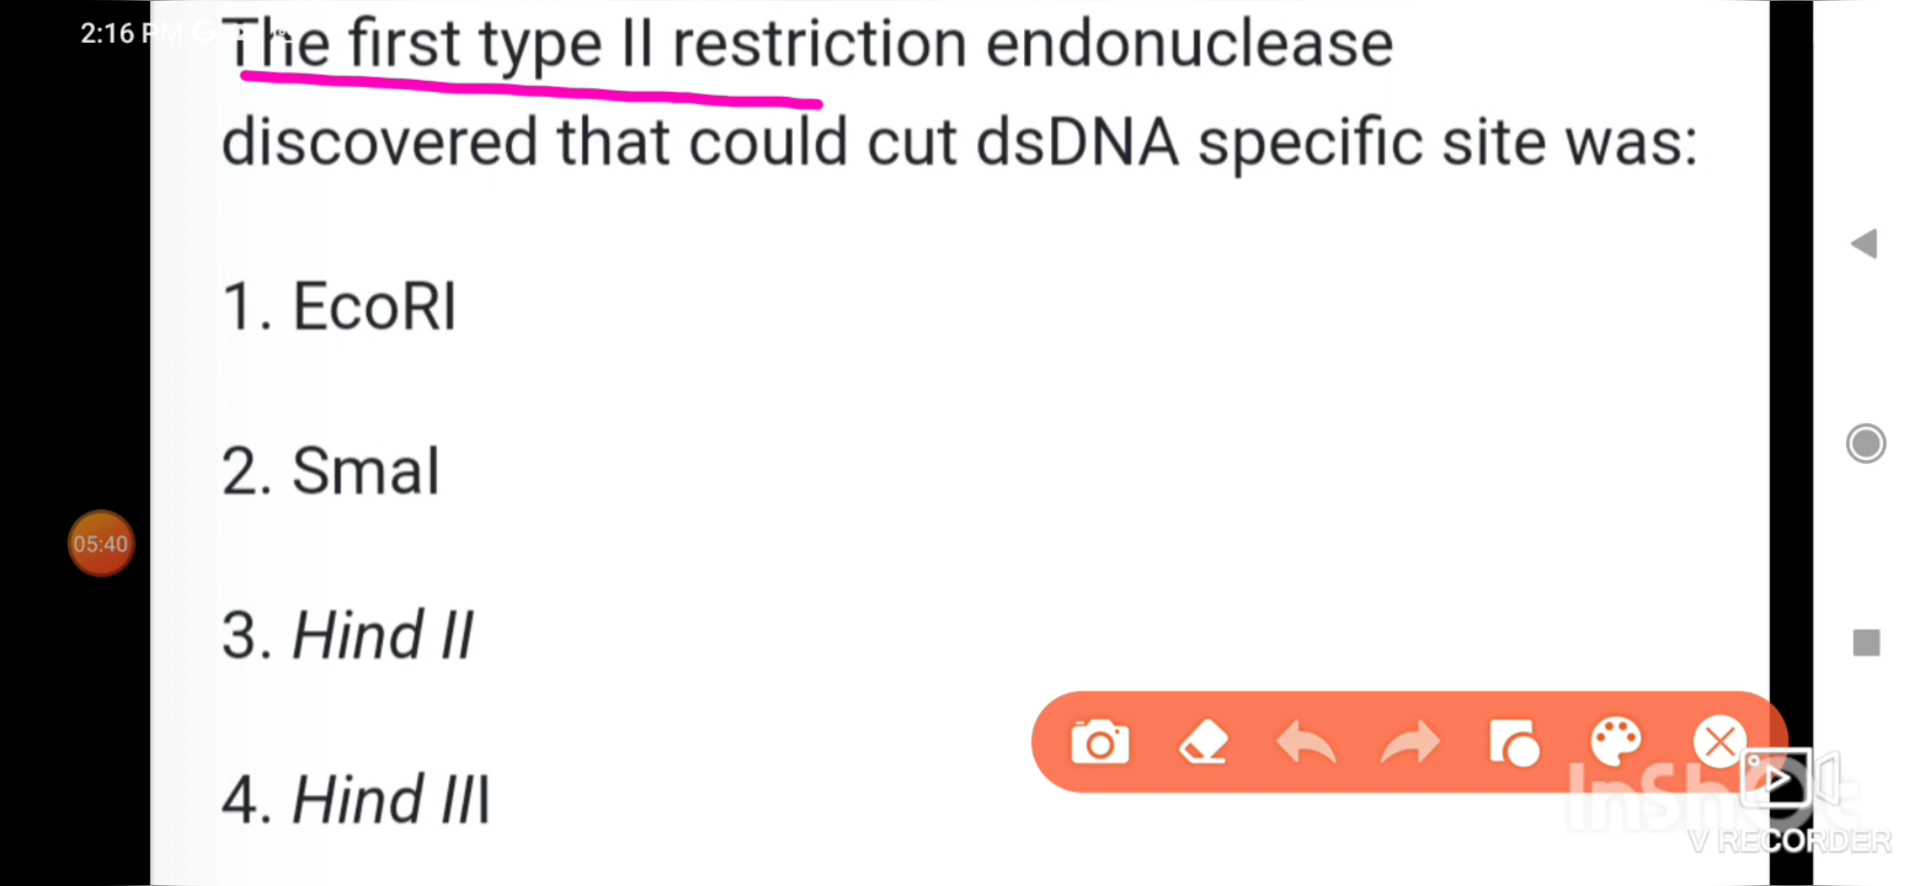 2:16 PM G
The first type II restriction endonuclease
discovered that could cut dsDNA specific site was:
1. EcoRI
2. SmaI
05:40
3. Hind II
4. Hind III
InShot
V RECORDER